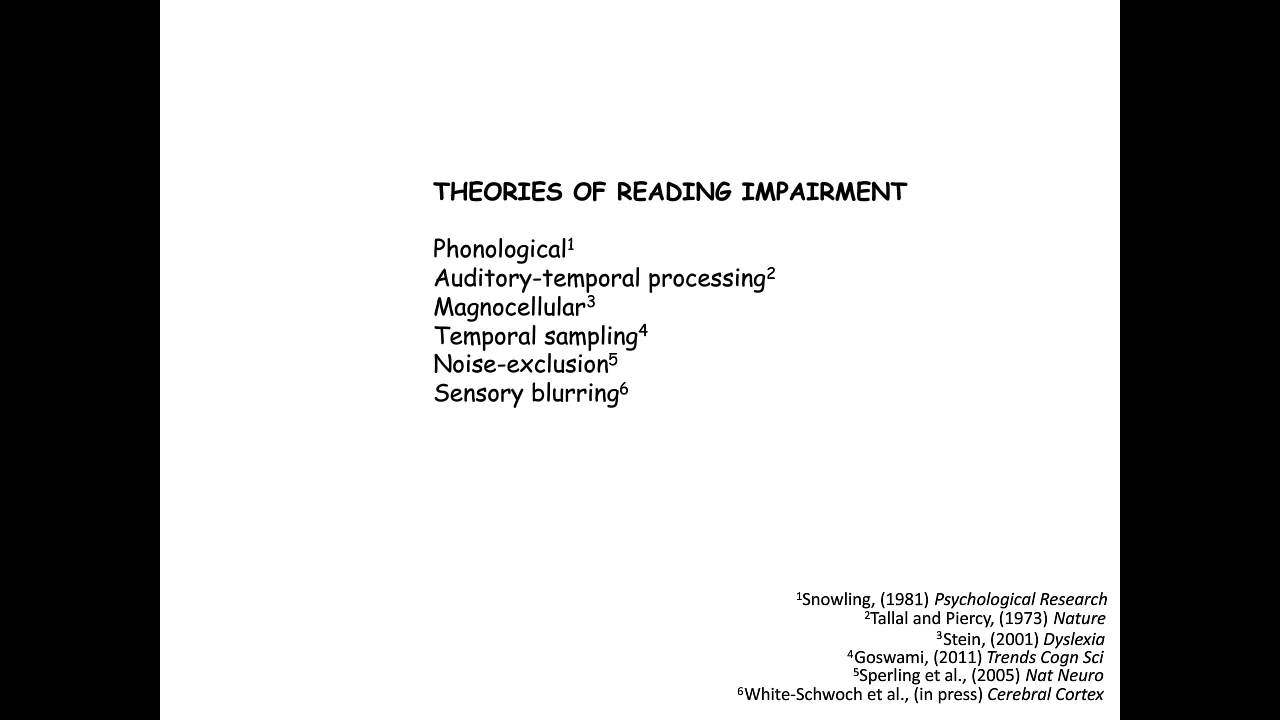 THEORIES OF READING IMPAIRMENT
Phonological¹
Auditory-temporal processing²
Magnocellular³
Temporal sampling⁴
Noise-exclusion⁵
Sensory blurring⁶
¹Snowling, (1981) Psychological Research
²Tallal and Piercy, (1973) Nature
³Stein, (2001) Dyslexia
⁴Goswami, (2011) Trends Cogn Sci
⁵Sperling et al., (2005) Nat Neuro
⁶White-Schwoch et al., (in press) Cerebral Cortex